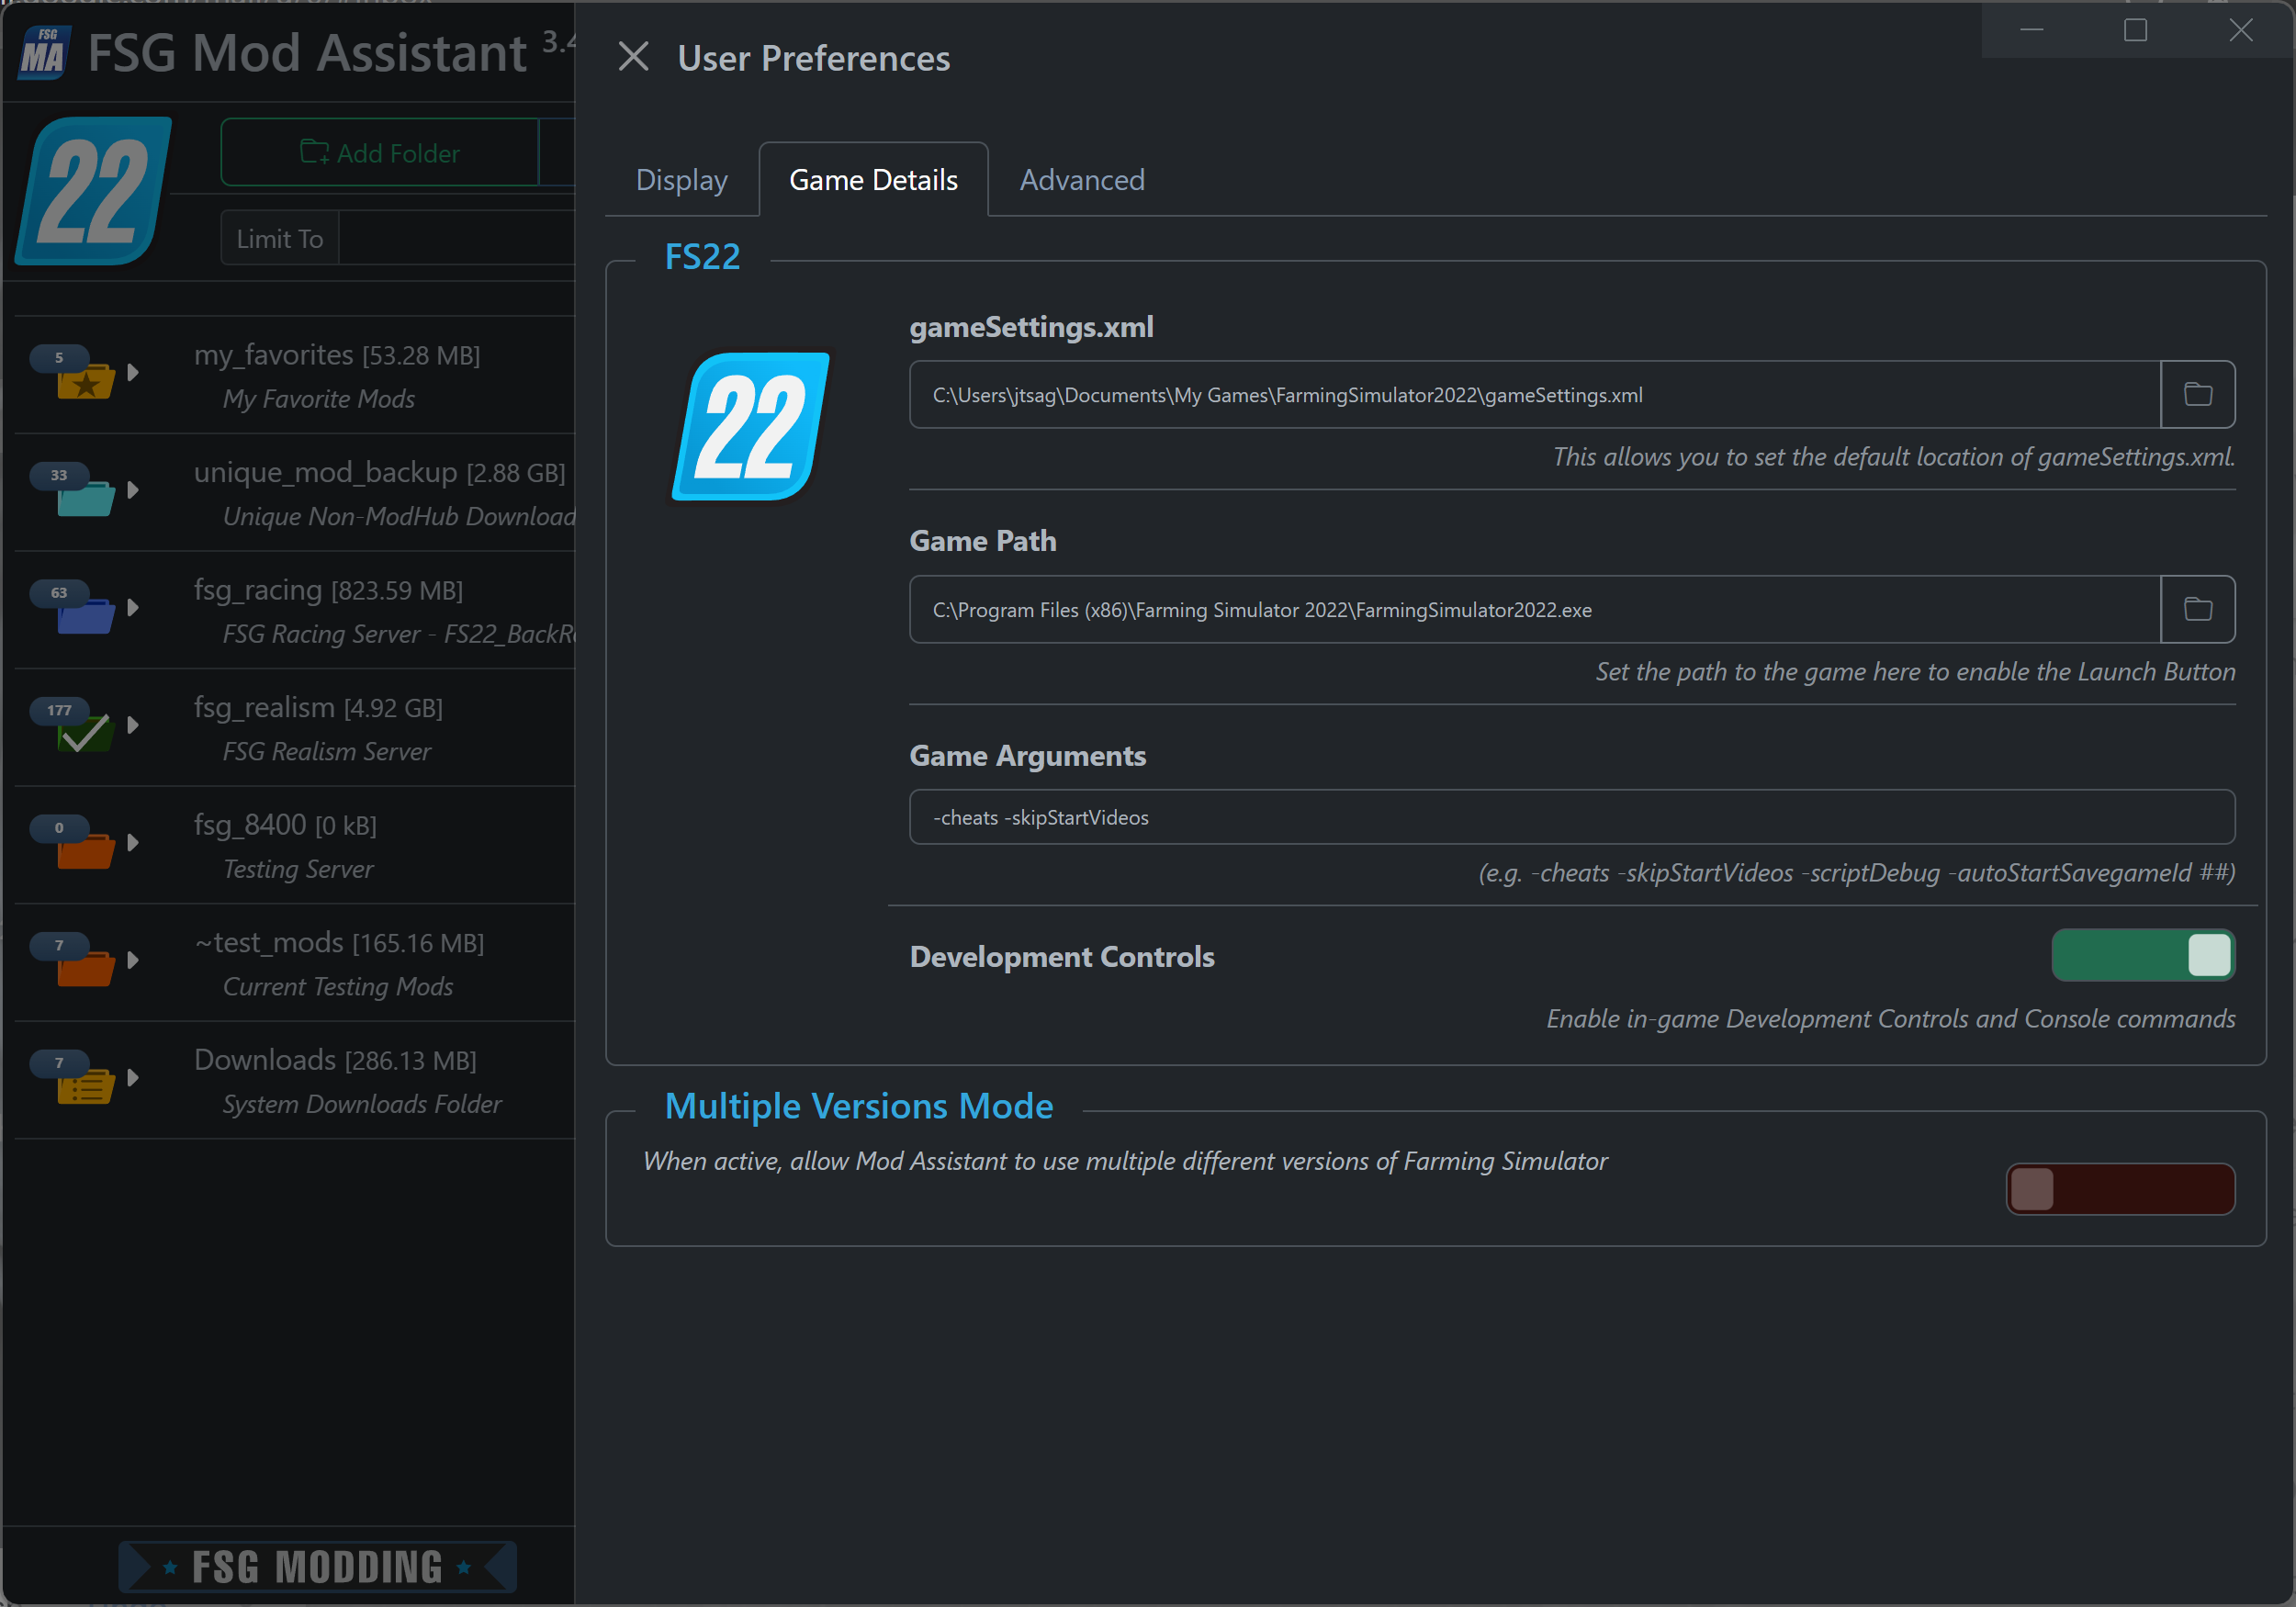 FSG
MA
FSG Mod Assistant 3.4
22
Add Folder
Limit To
5
my_favorites [53.28 MB]
My Favorite Mods
33
unique_mod_backup [2.88 GB]
Unique Non-ModHub Download
63
fsg_racing [823.59 MB]
FSG Racing Server - FS22_BackRo
177
fsg_realism [4.92 GB]
FSG Realism Server
0
fsg_8400 [0 kB]
Testing Server
7
~test_mods [165.16 MB]
Current Testing Mods
7
Downloads [286.13 MB]
System Downloads Folder
FSG MODDING
User Preferences
Display
Game Details
Advanced
FS22
22
gameSettings.xml
C:\Users\jtsag\Documents\My Games\FarmingSimulator2022\gameSettings.xml
This allows you to set the default location of gameSettings.xml.
Game Path
C:\Program Files (x86)\Farming Simulator 2022\FarmingSimulator2022.exe
Set the path to the game here to enable the Launch Button
Game Arguments
-cheats -skipStartVideos
(e.g. -cheats -skipStartVideos -scriptDebug -autoStartSavegameId ##)
Development Controls
Enable in-game Development Controls and Console commands
Multiple Versions Mode
When active, allow Mod Assistant to use multiple different versions of Farming Simulator